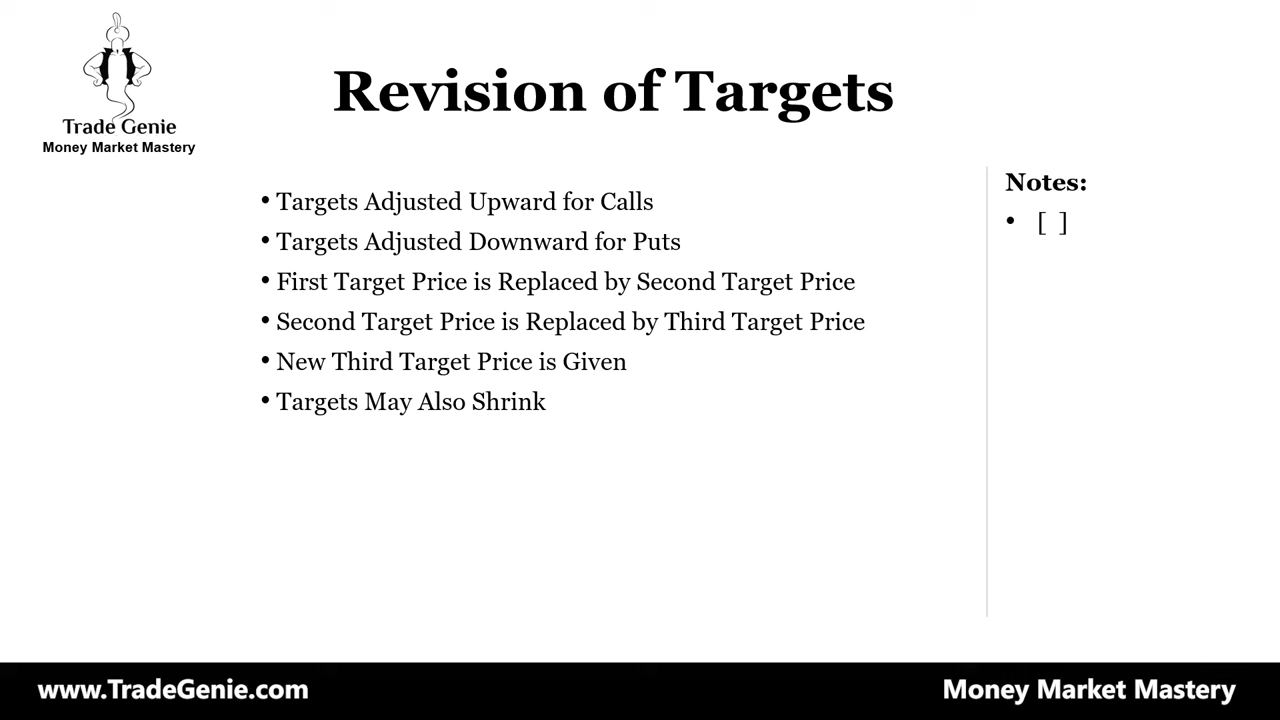 Trade Genie
Money Market Mastery
Revision of Targets
• Targets Adjusted Upward for Calls
• Targets Adjusted Downward for Puts
• First Target Price is Replaced by Second Target Price
• Second Target Price is Replaced by Third Target Price
• New Third Target Price is Given
• Targets May Also Shrink
Notes:
• [ ]
www.TradeGenie.com
Money Market Mastery